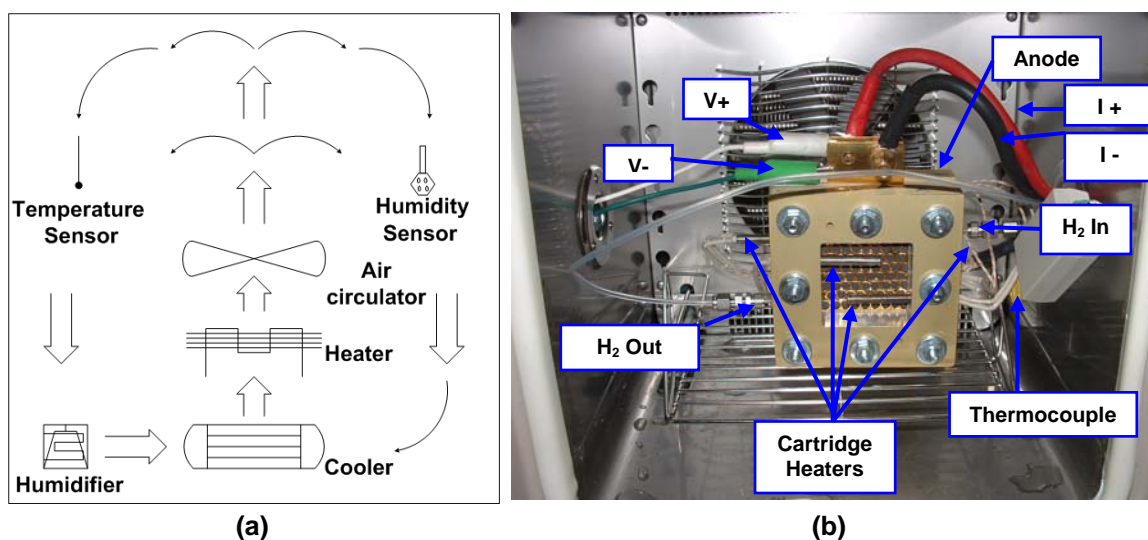 Temperature
Sensor
Humidity
Sensor
Air
circulator
Heater
Humidifier
Cooler
(a)
V+
V-
Anode
I +
I -
H₂ In
H₂ Out
Cartridge
Heaters
Thermocouple
(b)